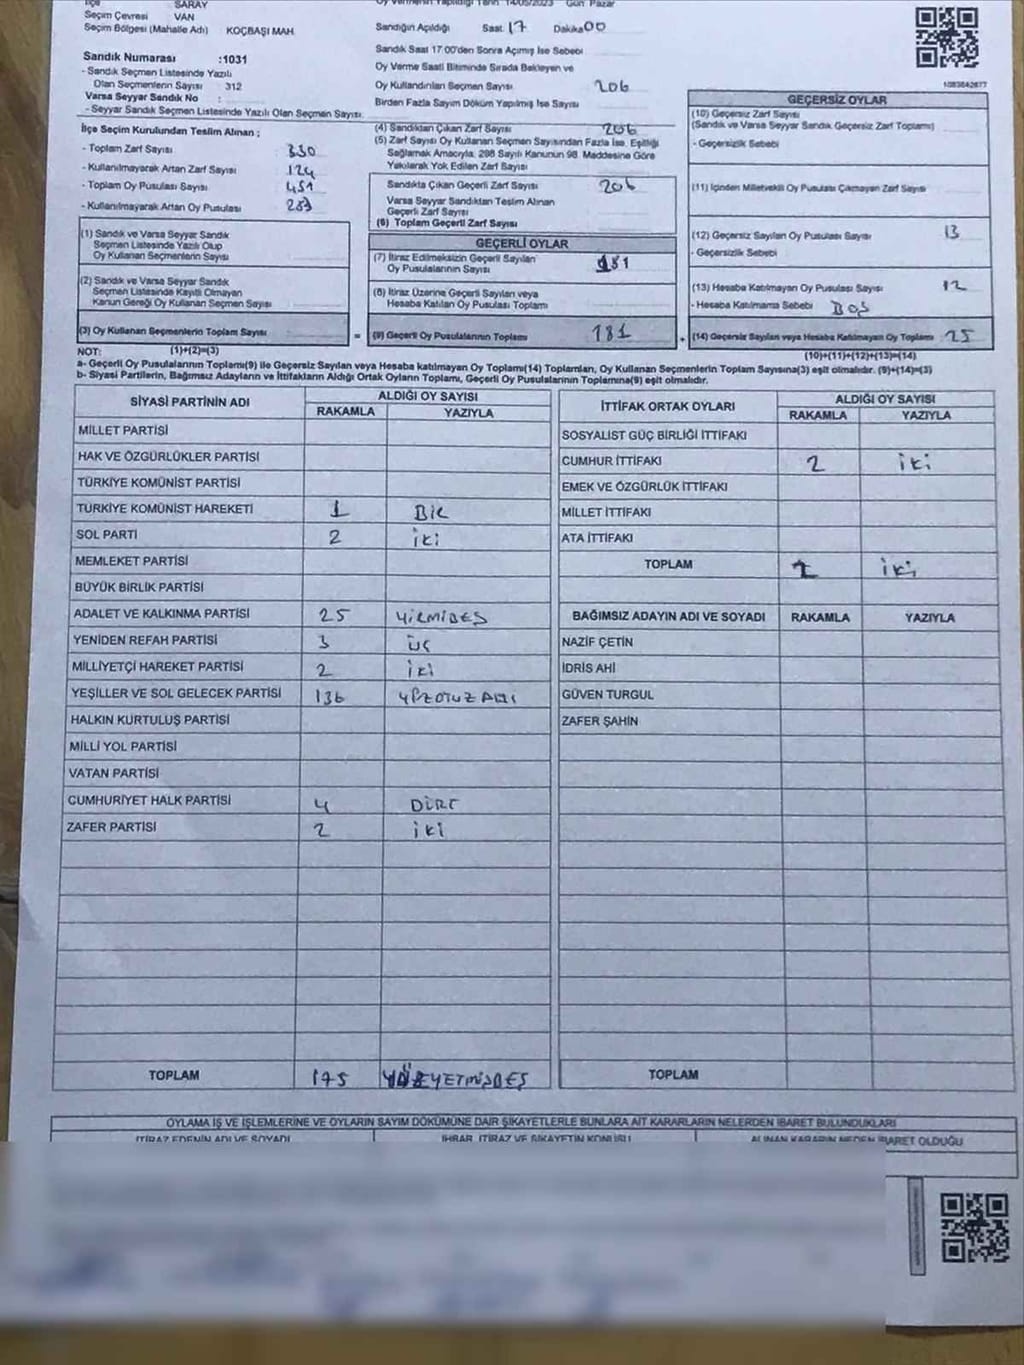 İlçe SARAY
Seçim Çevresi VAN
Seçim Bölgesi (Mahalle Adı) KOÇBAŞI MAH.
Sandık Numarası :1031
- Sandık Seçmen Listesinde Yazılı
Olan Seçmenlerin Sayısı 312
Varsa Seyyar Sandık No :
- Seyyar Sandık Seçmen Listesinde Yazılı Olan Seçmen Sayısı
İlçe Seçim Kurulundan Teslim Alınan ;
- Toplam Zarf Sayısı 330
- Kullanılmayarak Artan Zarf Sayısı 124
- Toplam Oy Pusulası Sayısı 451
- Kullanılmayarak Artan Oy Pusulası
(1) Sandık ve Varsa Seyyar Sandık
Seçmen Listesinde Yazılı Olup
Oy Kullanan Seçmenlerin Sayısı
(2) Sandık ve Varsa Seyyar Sandık
Seçmen Listesinde Kayıtlı Olmayan
Kanun Gereği Oy Kullanan Seçmen Sayısı
(3) Oy Kullanan Seçmenlerin Toplam Sayısı
(1)+(2)=(3)
Oy Vermenin Yapıldığı Tarih 14/05/2023 Gün Pazar
Sandığın Açıldığı Saat 17 Dakika 00
Sandık Saat 17:00'den Sonra Açımış İse Sebebi
Oy Verme Saati Bitiminde Sırada Bekleyen ve
Oy Kullandırılan Seçmen Sayısı 206
Birden Fazla Sayım Döküm Yapılmış İse Sayısı
(4) Sandıktan Çıkan Zarf Sayısı 206
(5) Zarf Sayısı Oy Kullanan Seçmen Sayısından Fazla İse, Eşitliği
Sağlamak Amacıyla, 298 Sayılı Kanunun 98. Maddesine Göre
Yakılarak Yok Edilen Zarf Sayısı
Sandıkta Çıkan Geçerli Zarf Sayısı 206
Varsa Seyyar Sandıktan Teslim Alınan
Geçerli Zarf Sayısı
(6) Toplam Geçerli Zarf Sayısı
GEÇERLİ OYLAR
(7) İtiraz Edilmeksizin Geçerli Sayılan
Oy Pusulalarının Sayısı 181
(8) İtiraz Üzerine Geçerli Sayılan veya
Hesaba Katılan Oy Pusulası Toplamı
= (9) Geçerli Oy Pusulalarının Toplamı 181 +
1083642677
GEÇERSİZ OYLAR
(10) Geçersiz Zarf Sayısı
(Sandık ve Varsa Seyyar Sandık Geçersiz Zarf Toplamı)
- Geçersizlik Sebebi
(11) İçinden Milletvekili Oy Pusulası Çıkmayan Zarf Sayısı
(12) Geçersiz Sayılan Oy Pusulası Sayısı 13
- Geçersizlik Sebebi
(13) Hesaba Katılmayan Oy Pusulası Sayısı 12
- Hesaba Katılmama Sebebi BOŞ
(14) Geçersiz Sayılan veya Hesaba Katılmayan Oy Toplamı 25
(10)+(11)+(12)+(13)=(14)
NOT:
a- Geçerli Oy Pusulalarının Toplamı(9) ile Geçersiz Sayılan veya Hesaba katılmayan Oy Toplamı(14) Toplamları, Oy Kullanan Seçmenlerin Toplam Sayısına(3) eşit olmalıdır. (9)+(14)=(3)
b- Siyasi Partilerin, Bağımsız Adayların ve İttifakların Aldığı Ortak Oyların Toplamı, Geçerli Oy Pusulalarının Toplamına(9) eşit olmalıdır.
SİYASİ PARTİNİN ADI ALDIĞI OY SAYISI
RAKAMLA YAZIYLA
MİLLET PARTİSİ
HAK VE ÖZGÜRLÜKLER PARTİSİ
TÜRKİYE KOMÜNİST PARTİSİ
TÜRKİYE KOMÜNİST HAREKETİ 1 BİR
SOL PARTİ 2 İKİ
MEMLEKET PARTİSİ
BÜYÜK BİRLİK PARTİSİ
ADALET VE KALKINMA PARTİSİ 25 YİRMİBEŞ
YENİDEN REFAH PARTİSİ 3 ÜÇ
MİLLİYETÇİ HAREKET PARTİSİ 2 İKİ
YEŞİLLER VE SOL GELECEK PARTİSİ 136 YÜZOTUZ ALTI
HALKIN KURTULUŞ PARTİSİ
MİLLİ YOL PARTİSİ
VATAN PARTİSİ
CUMHURİYET HALK PARTİSİ 4 DÖRT
ZAFER PARTİSİ 2 İKİ
TOPLAM 175 YÜZYETMİŞBEŞ
İTTİFAK ORTAK OYLARI ALDIĞI OY SAYISI
RAKAMLA YAZIYLA
SOSYALİST GÜÇ BİRLİĞİ İTTİFAKI
CUMHUR İTTİFAKI 2 İKİ
EMEK VE ÖZGÜRLÜK İTTİFAKI
MİLLET İTTİFAKI
ATA İTTİFAKI
TOPLAM 2 İKİ
BAĞIMSIZ ADAYIN ADI VE SOYADI RAKAMLA YAZIYLA
NAZİF ÇETİN
İDRİS AHİ
GÜVEN TURGUL
ZAFER ŞAHİN
TOPLAM
OYLAMA İŞ VE İŞLEMLERİNE VE OYLARIN SAYIM DÖKÜMÜNE DAİR ŞİKAYETLERLE BUNLARA AİT KARARLARIN NELERDEN İBARET BULUNDUKLARI
İTİRAZ EDENİN ADI VE SOYADI İHBAR, İTİRAZ VE ŞİKAYETİN KONUSU ALINAN KARARIN NEDEN İBARET OLDUĞU